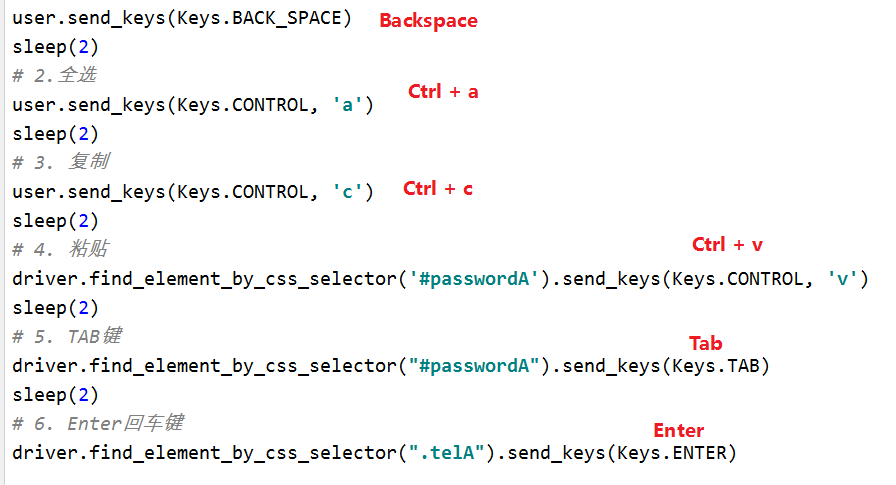 user.send_keys(Keys.BACK_SPACE) Backspace
sleep(2)
# 2.全选
user.send_keys(Keys.CONTROL, 'a') Ctrl + a
sleep(2)
# 3. 复制
user.send_keys(Keys.CONTROL, 'c') Ctrl + c
sleep(2)
# 4. 粘贴
Ctrl + v
driver.find_element_by_css_selector('#passwordA').send_keys(Keys.CONTROL, 'v')
sleep(2)
# 5. TAB键
Tab
driver.find_element_by_css_selector("#passwordA").send_keys(Keys.TAB)
sleep(2)
# 6. Enter回车键
Enter
driver.find_element_by_css_selector(".telA").send_keys(Keys.ENTER)